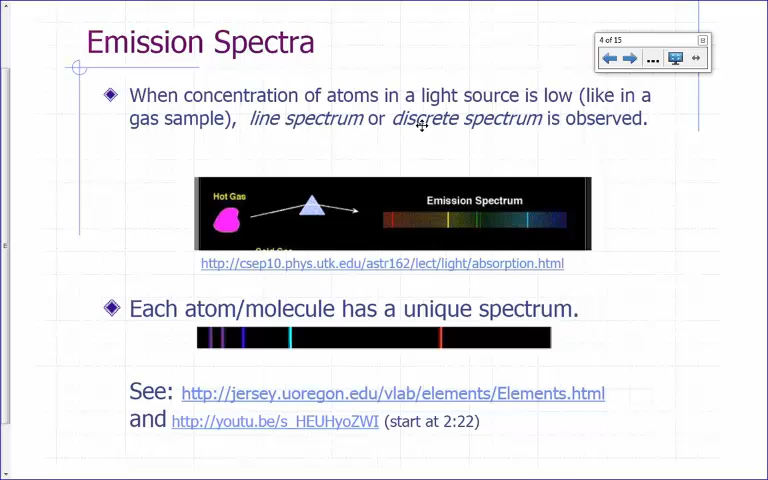 Emission Spectra
4 of 15
When concentration of atoms in a light source is low (like in a
gas sample), line spectrum or discrete spectrum is observed.
Hot Gas
Emission Spectrum
Cold Gas
http://csep10.phys.utk.edu/astr162/lect/light/absorption.html
Each atom/molecule has a unique spectrum.
See: http://jersey.uoregon.edu/vlab/elements/Elements.html
and http://youtu.be/s_HEUHyoZWI (start at 2:22)